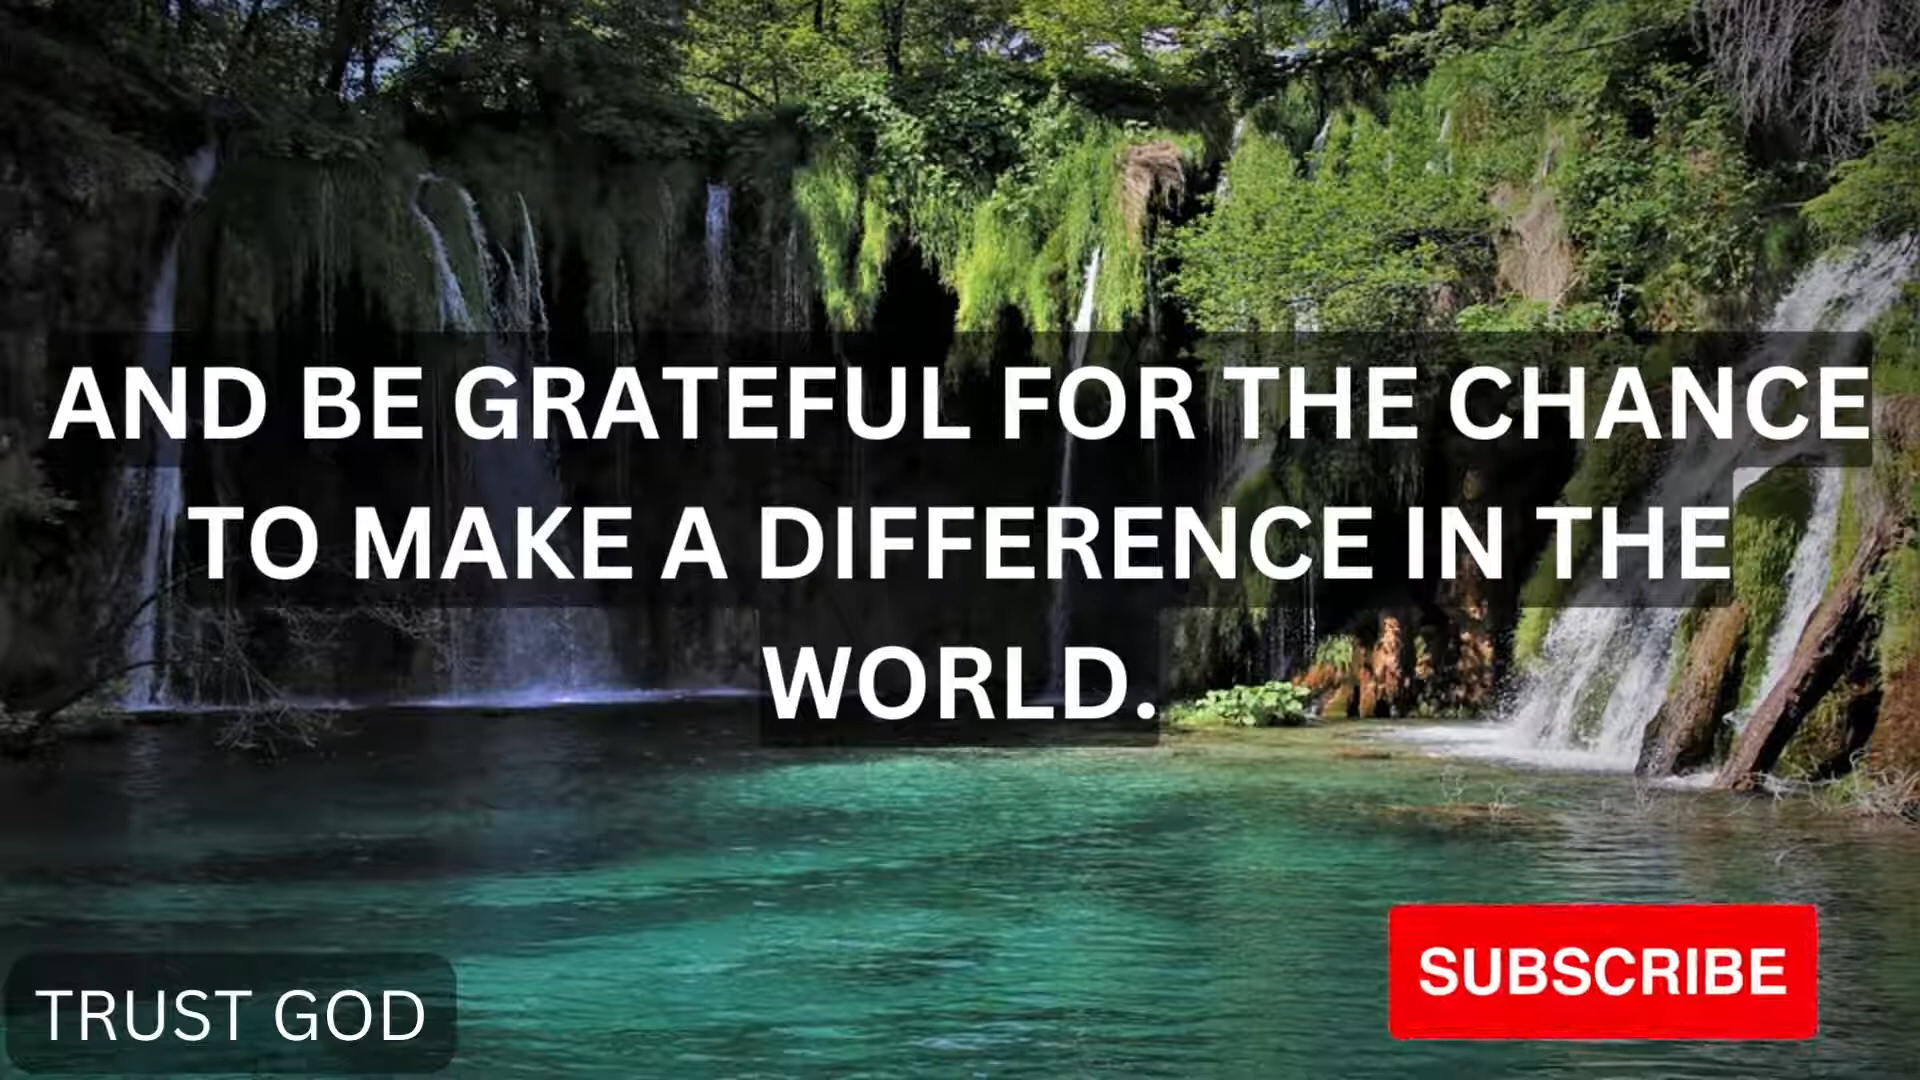 AND BE GRATEFUL FOR THE CHANCE
TO MAKE A DIFFERENCE IN THE
WORLD.
SUBSCRIBE
TRUST GOD